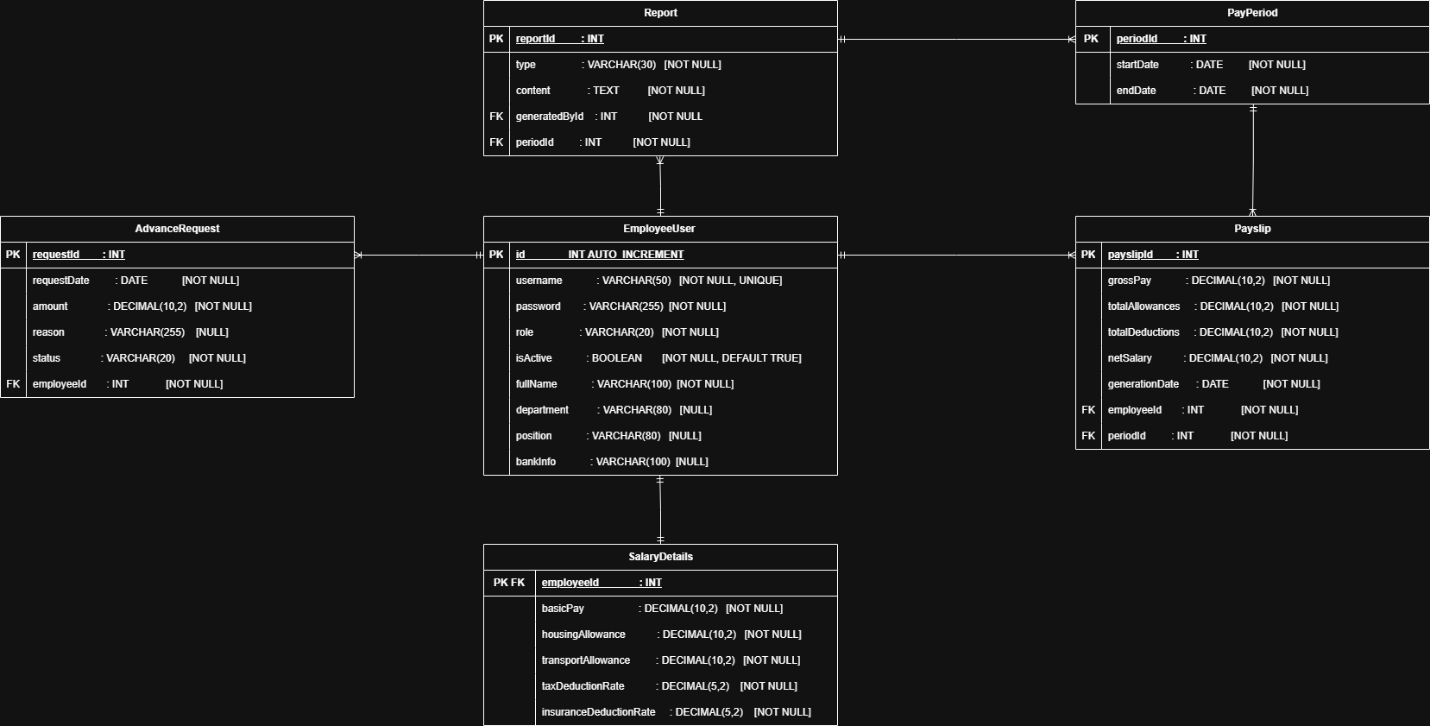 Report
PK reportId : INT
type : VARCHAR(30) [NOT NULL]
content : TEXT [NOT NULL]
FK generatedById : INT [NOT NULL
FK periodId : INT [NOT NULL]
PayPeriod
PK periodId : INT
startDate : DATE [NOT NULL]
endDate : DATE [NOT NULL]
AdvanceRequest
PK requestId : INT
requestDate : DATE [NOT NULL]
amount : DECIMAL(10,2) [NOT NULL]
reason : VARCHAR(255) [NULL]
status : VARCHAR(20) [NOT NULL]
FK employeeId : INT [NOT NULL]
EmployeeUser
PK id INT AUTO_INCREMENT
username : VARCHAR(50) [NOT NULL, UNIQUE]
password : VARCHAR(255) [NOT NULL]
role : VARCHAR(20) [NOT NULL]
isActive : BOOLEAN [NOT NULL, DEFAULT TRUE]
fullName : VARCHAR(100) [NOT NULL]
department : VARCHAR(80) [NULL]
position : VARCHAR(80) [NULL]
bankInfo : VARCHAR(100) [NULL]
Payslip
PK payslipId : INT
grossPay : DECIMAL(10,2) [NOT NULL]
totalAllowances : DECIMAL(10,2) [NOT NULL]
totalDeductions : DECIMAL(10,2) [NOT NULL]
netSalary : DECIMAL(10,2) [NOT NULL]
generationDate : DATE [NOT NULL]
FK employeeId : INT [NOT NULL]
FK periodId : INT [NOT NULL]
SalaryDetails
PK FK employeeId : INT
basicPay : DECIMAL(10,2) [NOT NULL]
housingAllowance : DECIMAL(10,2) [NOT NULL]
transportAllowance : DECIMAL(10,2) [NOT NULL]
taxDeductionRate : DECIMAL(5,2) [NOT NULL]
insuranceDeductionRate : DECIMAL(5,2) [NOT NULL]